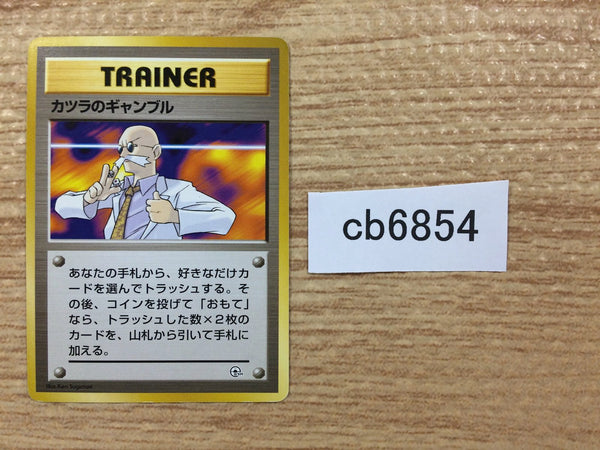 TRAINER
カツラのギャンブル
あなたの手札から、好きなだけカ
ードを選んでトラッシュする。そ
の後、コインを投げて「おもて」
なら、トラッシュした数×2枚の
カードを、山札から引いて手札に
加える。
Illus. Ken Sugimori
cb6854